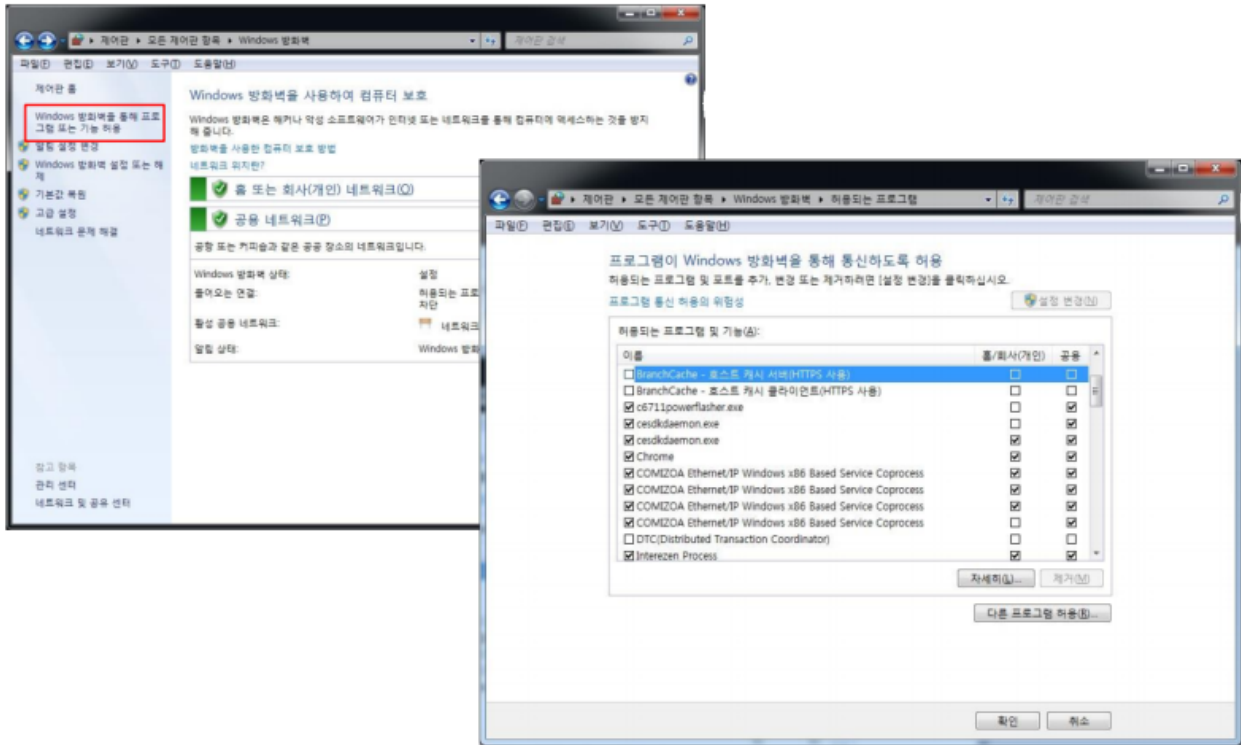 제어판 ▸ 모든 제어판 항목 ▸ Windows 방화벽
제어판 검색
파일(F) 편집(E) 보기(V) 도구(T) 도움말(H)
제어판 홈
Windows 방화벽을 통해 프로
그램 또는 기능 허용
알림 설정 변경
Windows 방화벽 설정 또는 해
제
기본값 복원
고급 설정
네트워크 문제 해결
참고 항목
관리 센터
네트워크 및 공유 센터
Windows 방화벽을 사용하여 컴퓨터 보호
Windows 방화벽은 해커나 악성 소프트웨어가 인터넷 또는 네트워크를 통해 컴퓨터에 액세스하는 것을 방지
해 줍니다.
방화벽을 사용한 컴퓨터 보호 방법
네트워크 위치란?
홈 또는 회사(개인) 네트워크(O)
공용 네트워크(P)
공항 또는 커피숍과 같은 공공 장소의 네트워크입니다.
Windows 방화벽 상태: 설정
들어오는 연결: 허용되는 프로
차단
활성 공용 네트워크: 네트워크
알림 상태: Windows 방화
제어판 ▸ 모든 제어판 항목 ▸ Windows 방화벽 ▸ 허용되는 프로그램
제어판 검색
파일(F) 편집(E) 보기(V) 도구(T) 도움말(H)
프로그램이 Windows 방화벽을 통해 통신하도록 허용
허용되는 프로그램 및 포트를 추가, 변경 또는 제거하려면 [설정 변경]을 클릭하십시오.
프로그램 통신 허용의 위험성
설정 변경(N)
허용되는 프로그램 및 기능(A):
이름 홈/회사(개인) 공용
BranchCache - 호스트 캐시 서버(HTTPS 사용)
BranchCache - 호스트 캐시 클라이언트(HTTPS 사용)
c6711powerflasher.exe
cesdkdaemon.exe
cesdkdaemon.exe
Chrome
COMIZOA Ethernet/IP Windows x86 Based Service Coprocess
COMIZOA Ethernet/IP Windows x86 Based Service Coprocess
COMIZOA Ethernet/IP Windows x86 Based Service Coprocess
COMIZOA Ethernet/IP Windows x86 Based Service Coprocess
DTC(Distributed Transaction Coordinator)
Interezen Process
자세히(L)... 제거(M)
다른 프로그램 허용(R)...
확인 취소